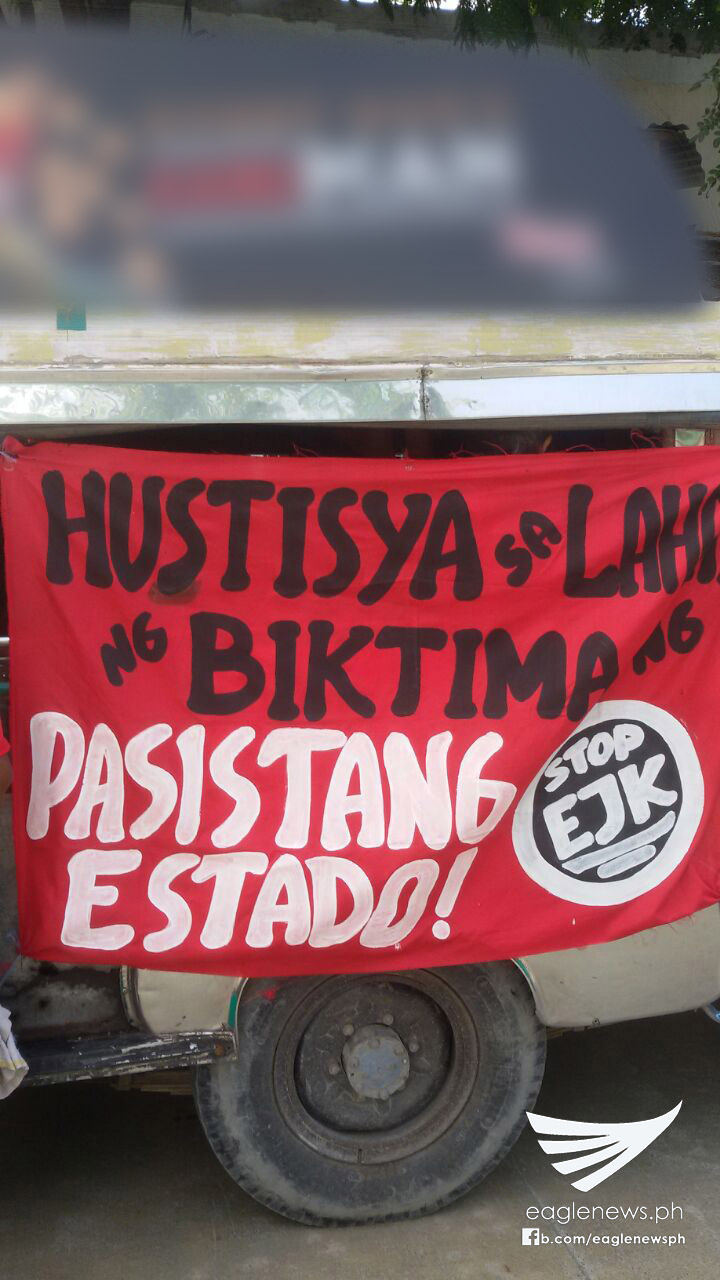 HUSTISYA SA LAHA
NG BIKTIMA NG
PASISTANG
ESTADO!
STOP
EJK
eaglenews.ph
fb.com/eaglenewsph